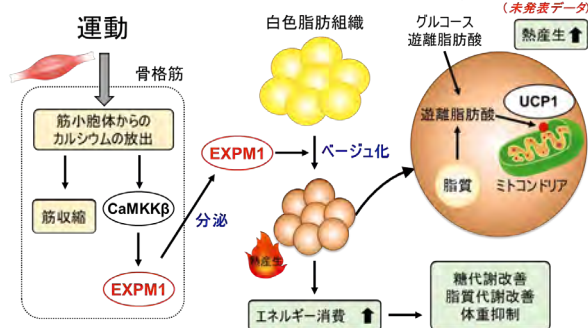 運動
骨格筋
筋小胞体からの
カルシウムの放出
筋収縮
CaMKKβ
EXPM1
分泌
EXPM1
白色脂肪組織
ベージュ化
熱産生
エネルギー消費
糖代謝改善
脂質代謝改善
体重抑制
(未発表データ)
グルコース
遊離脂肪酸
熱産生
UCP1
遊離脂肪酸
脂質
ミトコンドリア